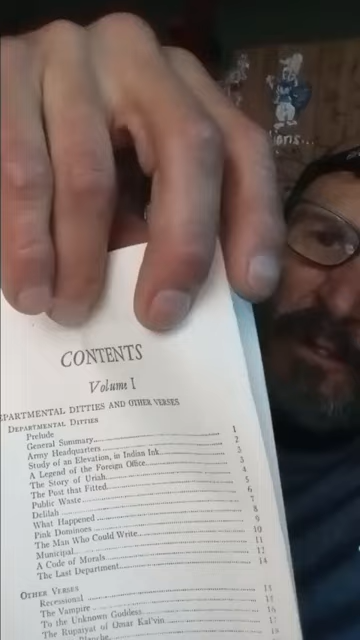 ions...
CONTENTS
Volume I
DEPARTMENTAL DITTIES AND OTHER VERSES
DEPARTMENTAL DITTIES
Prelude 1
General Summary 2
Army Headquarters 3
Study of an Elevation, in Indian Ink 3
A Legend of the Foreign Office 4
The Story of Uriah 5
The Post that Fitted 6
Public Waste 7
Delilah 8
What Happened 9
Pink Dominoes 10
The Man Who Could Write 11
Municipal 12
A Code of Morals 14
The Last Department
OTHER VERSES
Recessional 15
The Vampire 15
To the Unknown Goddess 16
The Rupaiyat of Omar Kal'vin 17
Blanche